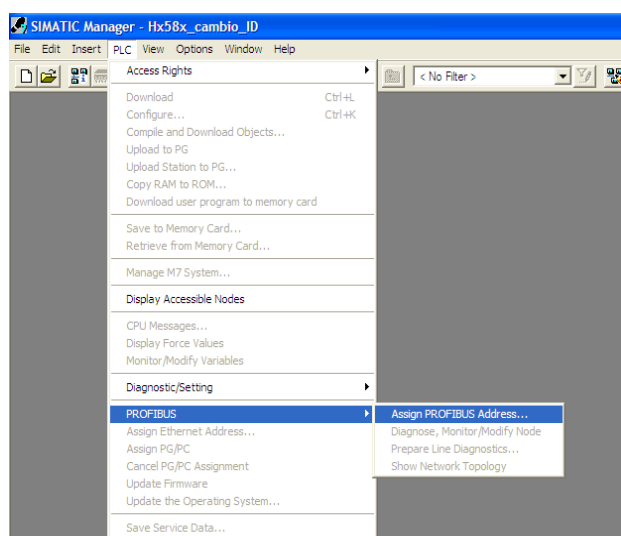 SIMATIC Manager - Hx58x_cambio_ID
File Edit Insert PLC View Options Window Help
< No Filter >
Access Rights
Download Ctrl+L
Configure... Ctrl+K
Compile and Download Objects...
Upload to PG
Upload Station to PG...
Copy RAM to ROM...
Download user program to memory card
Save to Memory Card...
Retrieve from Memory Card...
Manage M7 System...
Display Accessible Nodes
CPU Messages...
Display Force Values
Monitor/Modify Variables
Diagnostic/Setting
PROFIBUS
Assign Ethernet Address...
Assign PG/PC
Cancel PG/PC Assignment
Update Firmware
Update the Operating System...
Save Service Data...
Assign PROFIBUS Address...
Diagnose, Monitor/Modify Node
Prepare Line Diagnostics...
Show Network Topology